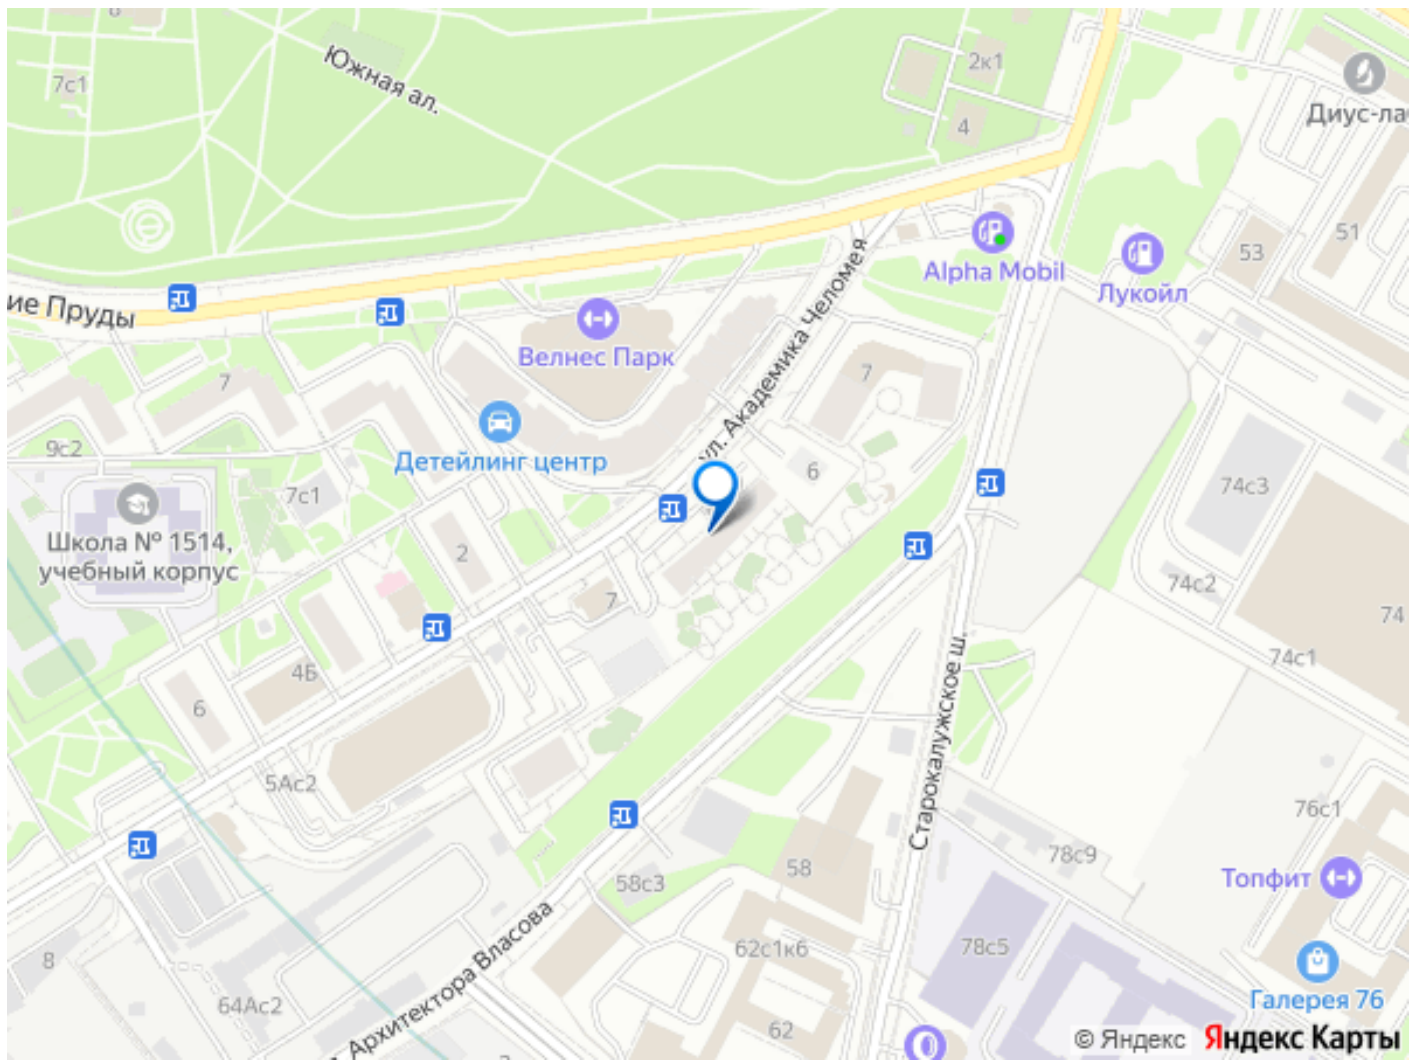 8
7с1
Южная ал.
2к1
4
Диус-ла
51
53
Alpha Mobil
Лукойл
ие Пруды
Велнес Парк
ул. Академика Челомея
7
7
Детейлинг центр
9с2
6
7с1
74с3
Школа № 1514,
учебный корпус
2
7
74с2
74
74с1
4Б
6
Старокалужское ш.
5Ас2
76с1
78с9
58
58с3
Топфит
Архитектора Власова
62с1к6
78с5
8
64Ас2
Галерея 76
62
© Яндекс Яндекс Карты